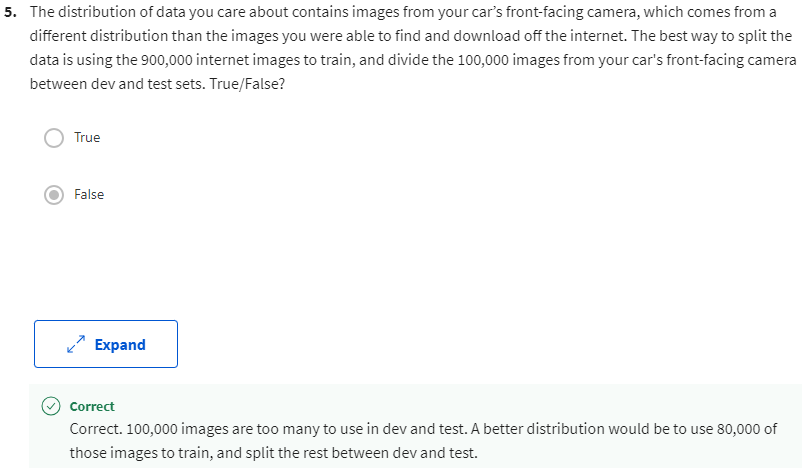 5. The distribution of data you care about contains images from your car’s front-facing camera, which comes from a
different distribution than the images you were able to find and download off the internet. The best way to split the
data is using the 900,000 internet images to train, and divide the 100,000 images from your car's front-facing camera
between dev and test sets. True/False?
True
False
Expand
Correct
Correct. 100,000 images are too many to use in dev and test. A better distribution would be to use 80,000 of
those images to train, and split the rest between dev and test.